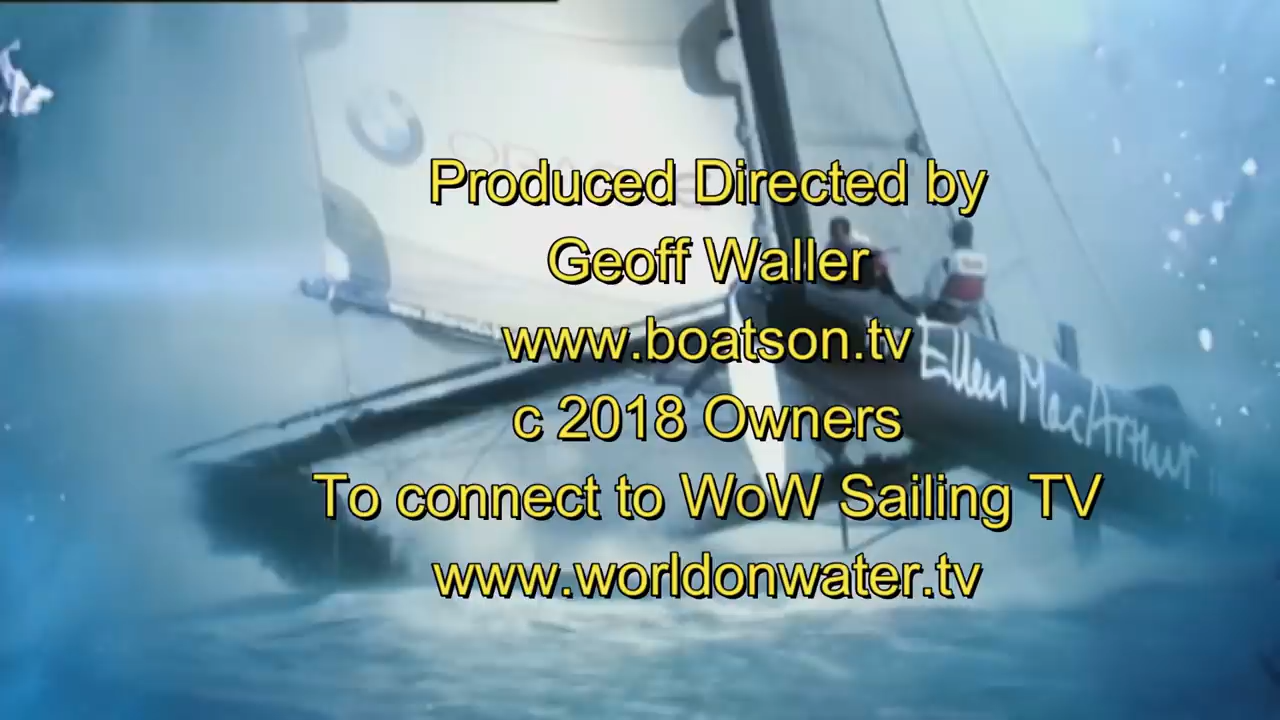 Produced Directed by
Geoff Waller
www.boatson.tv
c 2018 Owners
To connect to WoW Sailing TV
www.worldonwater.tv
Ellen MacArthur